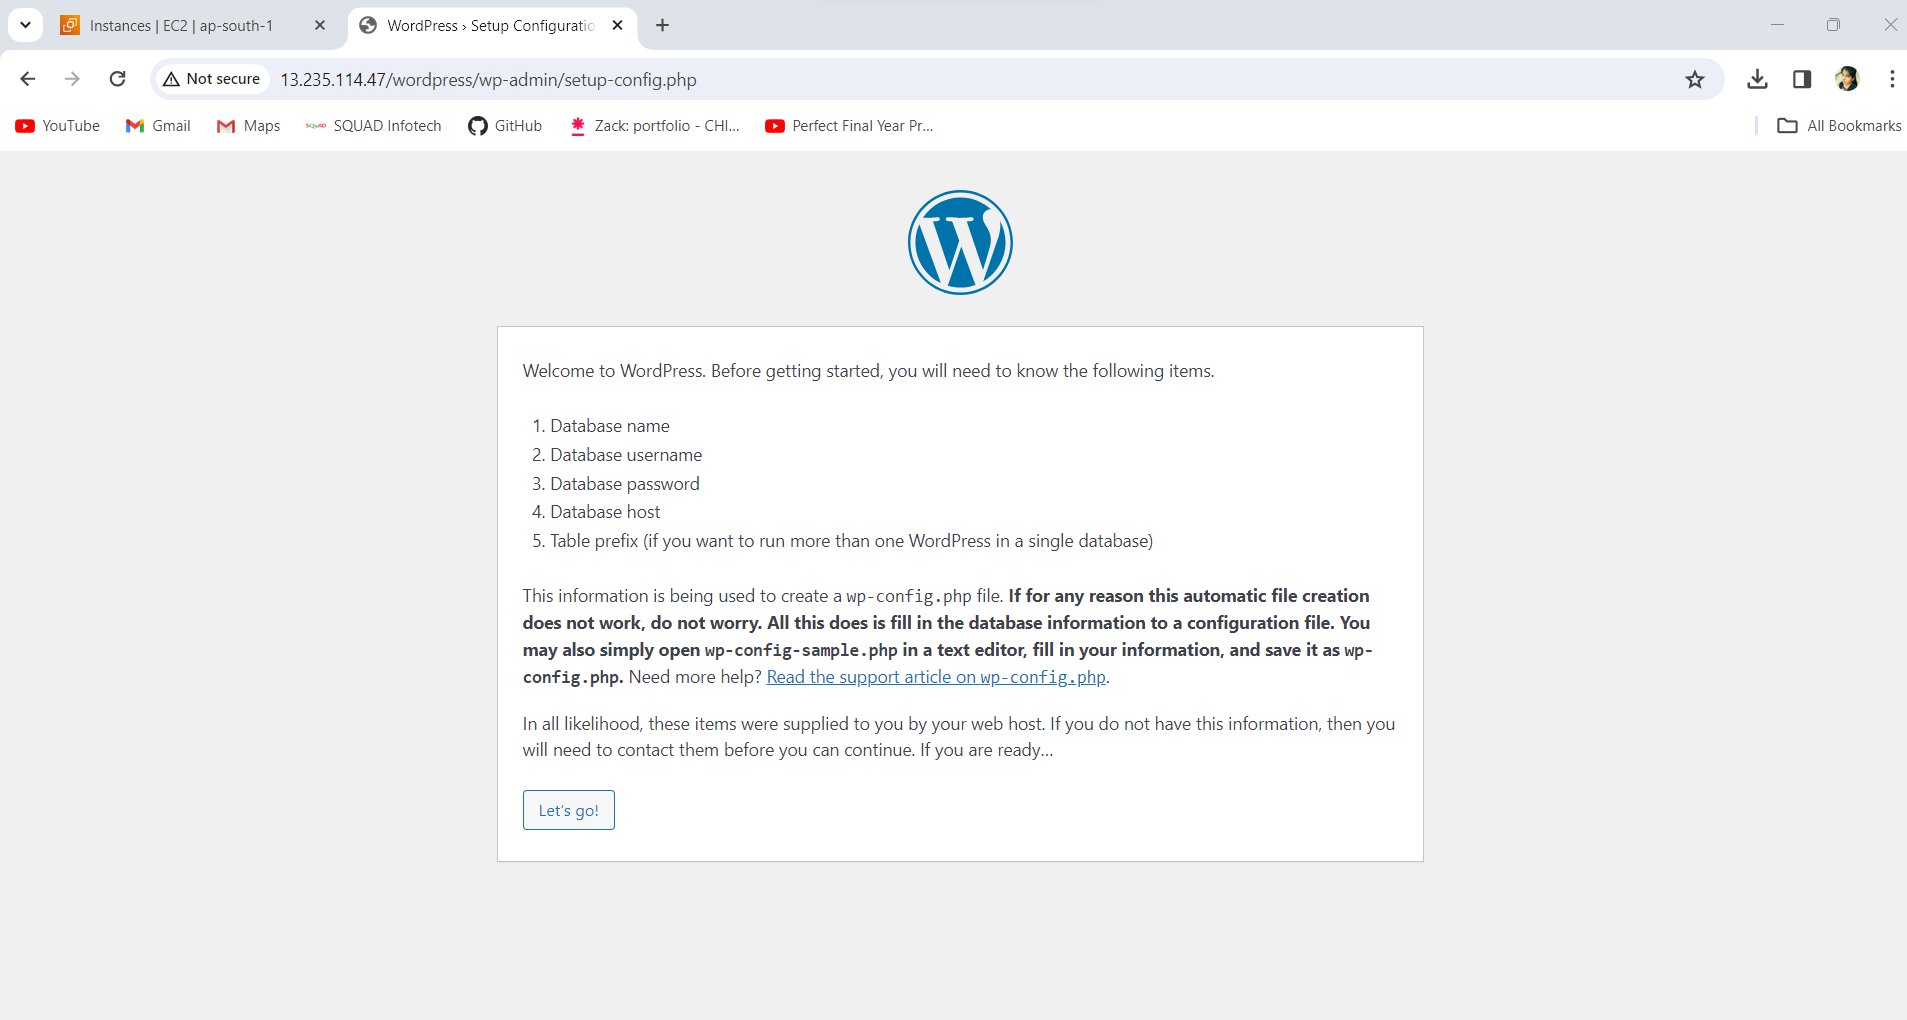 Instances | EC2 | ap-south-1
WordPress › Setup Configuratio
Not secure
13.235.114.47/wordpress/wp-admin/setup-config.php
YouTube
Gmail
Maps
SQUAD
SQUAD Infotech
GitHub
Zack: portfolio - CHI...
Perfect Final Year Pr...
All Bookmarks
W
Welcome to WordPress. Before getting started, you will need to know the following items.
1. Database name
2. Database username
3. Database password
4. Database host
5. Table prefix (if you want to run more than one WordPress in a single database)
This information is being used to create a wp-config.php file. If for any reason this automatic file creation
does not work, do not worry. All this does is fill in the database information to a configuration file. You
may also simply open wp-config-sample.php in a text editor, fill in your information, and save it as wp-
config.php. Need more help? Read the support article on wp-config.php.
In all likelihood, these items were supplied to you by your web host. If you do not have this information, then you
will need to contact them before you can continue. If you are ready…
Let’s go!